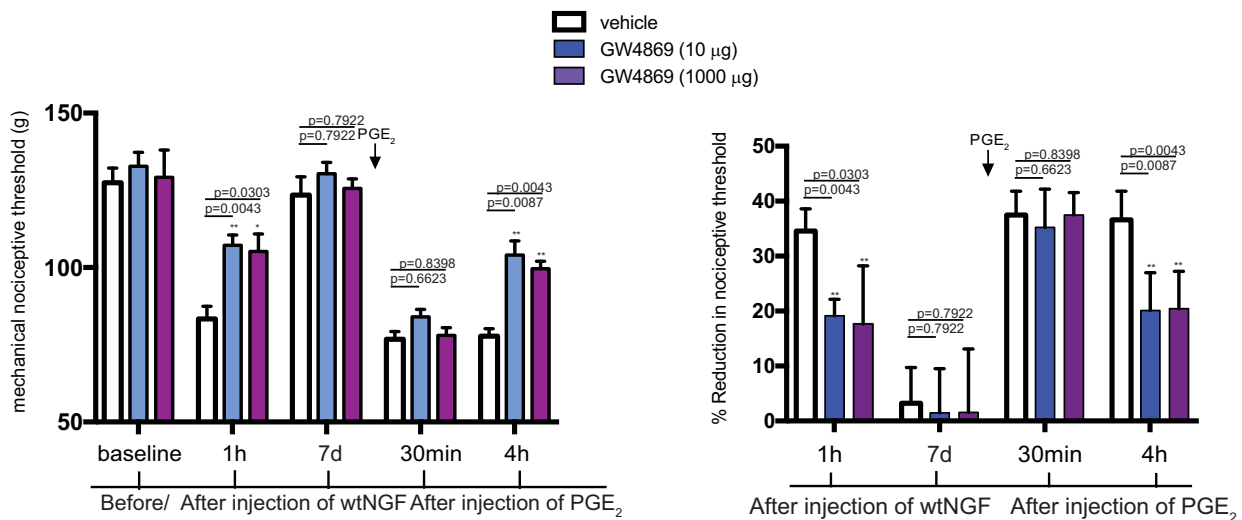 vehicle
GW4869 (10 μg)
GW4869 (1000 μg)
mechanical nociceptive threshold (g)
150
100
50
p=0.0303
p=0.0043
**
*
p=0.7922
p=0.7922
PGE2
p=0.8398
p=0.6623
p=0.0043
p=0.0087
**
**
baseline 1h 7d 30min 4h
Before/ After injection of wtNGF After injection of PGE2
% Reduction in nociceptive threshold
50
40
30
20
10
0
p=0.0303
p=0.0043
**
**
p=0.7922
p=0.7922
PGE2
p=0.8398
p=0.6623
p=0.0043
p=0.0087
**
**
1h 7d 30min 4h
After injection of wtNGF After injection of PGE2